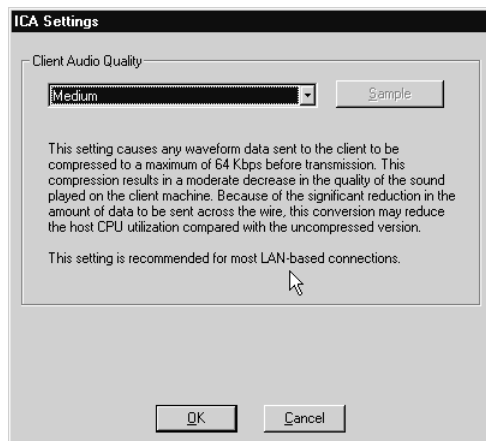 ICA Settings
Client Audio Quality
Medium
Sample
This setting causes any waveform data sent to the client to be
compressed to a maximum of 64 Kbps before transmission. This
compression results in a moderate decrease in the quality of the sound
played on the client machine. Because of the significant reduction in the
amount of data to be sent across the wire, this conversion may reduce
the host CPU utilization compared with the uncompressed version.
This setting is recommended for most LAN-based connections.
OK
Cancel